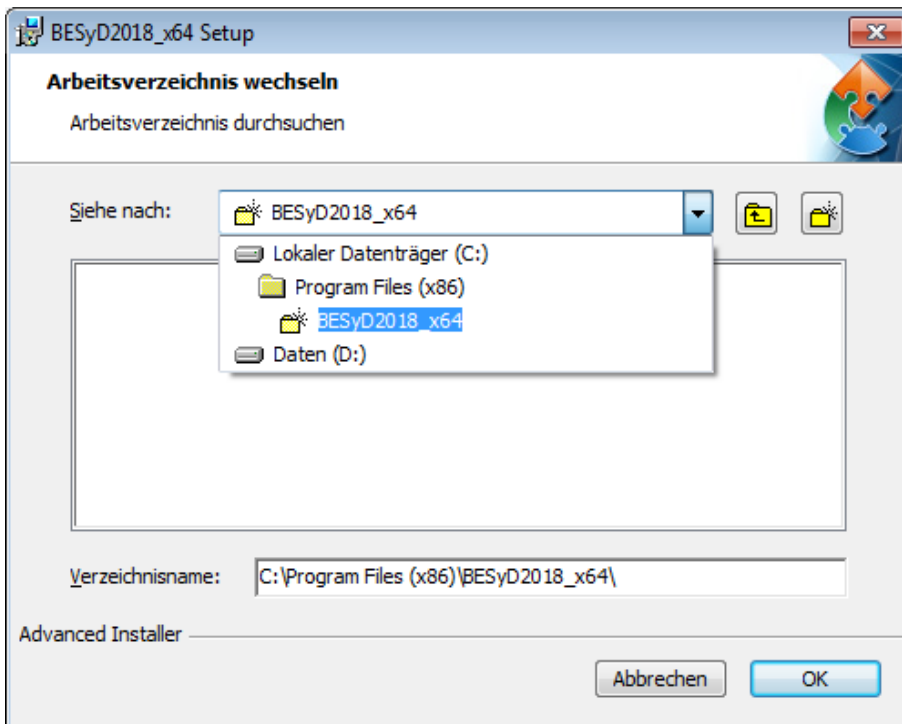 BESyD2018_x64 Setup
Arbeitsverzeichnis wechseln
Arbeitsverzeichnis durchsuchen
Siehe nach: BESyD2018_x64
Lokaler Datenträger (C:)
Program Files (x86)
BESyD2018_x64
Daten (D:)
Verzeichnisname: C:\Program Files (x86)\BESyD2018_x64\
Advanced Installer
Abbrechen OK